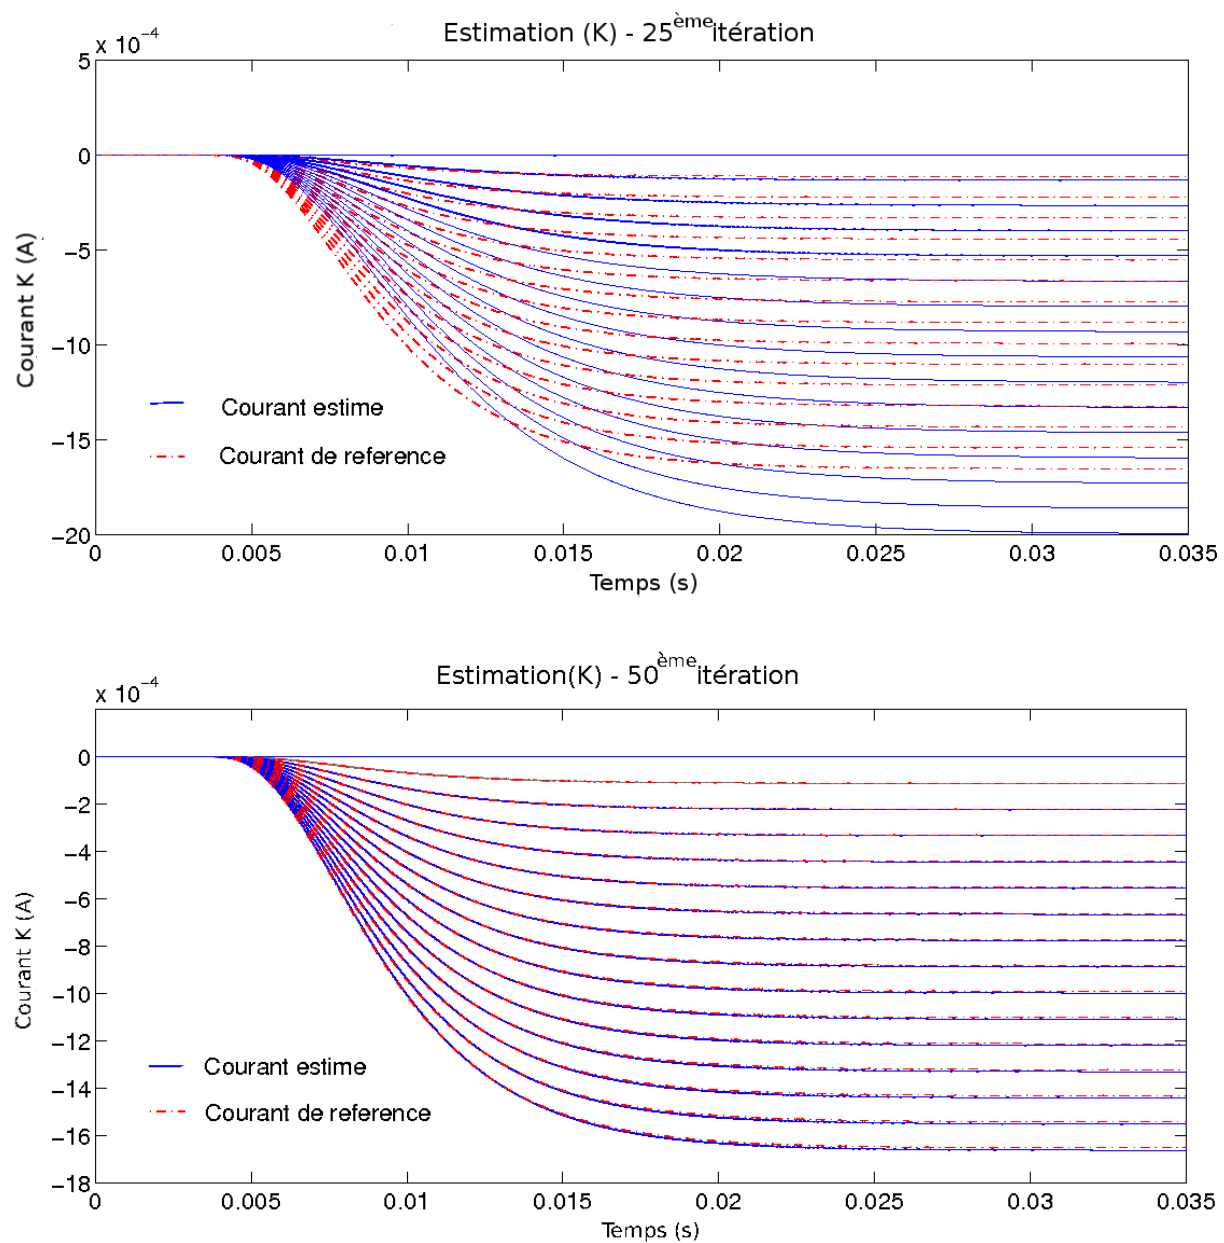 Estimation (K) - 25ème itération
x 10−4
5
0
−5
−10
−15
−20
Courant K (A)
Courant estime
Courant de reference
0 0.005 0.01 0.015 0.02 0.025 0.03 0.035
Temps (s)
Estimation(K) - 50ème itération
x 10−4
0
−2
−4
−6
−8
−10
−12
−14
−16
−18
Courant K (A)
Courant estime
Courant de reference
0 0.005 0.01 0.015 0.02 0.025 0.03 0.035
Temps (s)